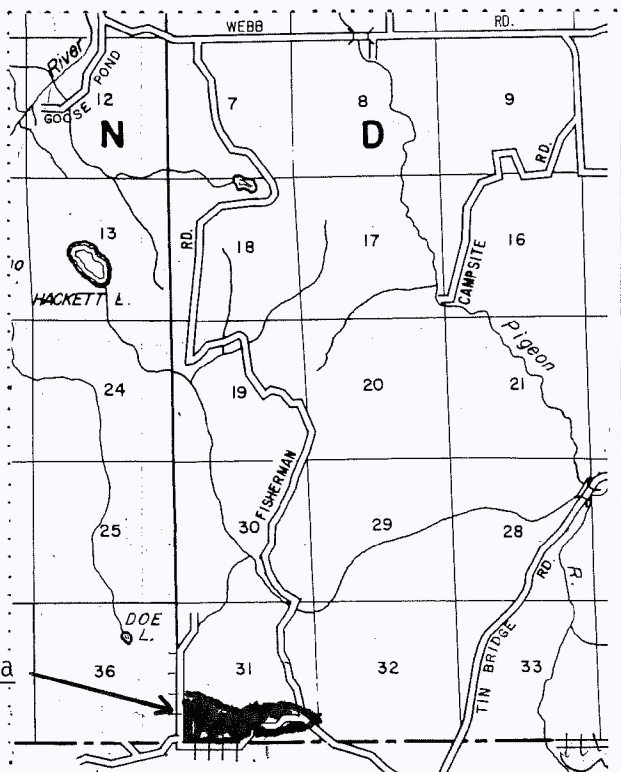 WEBB RD.
River
GOOSE POND
12 7 8 9
N D
RD.
13 18 17 16
RD.
CAMPSITE
HACKETT L.
Pigeon
24 19 20 21
FISHERMAN
25 30 29 28
RD.
R.
DOE
L.
TIN BRIDGE
36 31 32 33
a